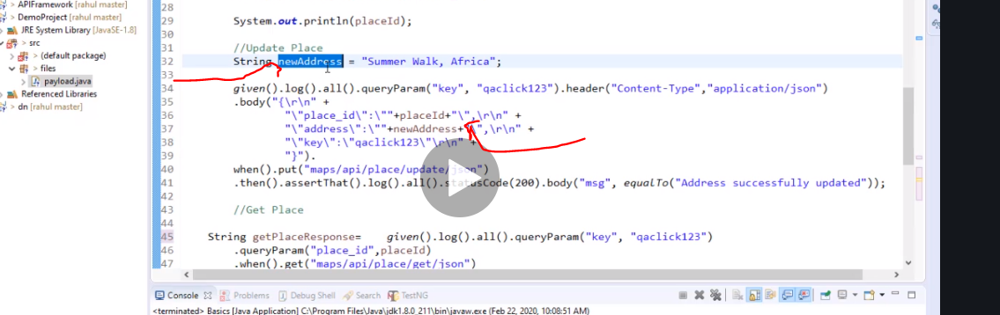 > APIFramework [rahul master]
> DemoProject [rahul master]
> JRE System Library [JavaSE-1.8]
> src
> (default package)
> files
> payload.java
> Referenced Libraries
> dn [rahul master]
28
29 System.out.println(placeId);
30
31 //Update Place
32 String newAddress = "Summer Walk, Africa";
33
34 given().log().all().queryParam("key", "qaclick123").header("Content-Type","application/json")
35 .body("{\r\n" +
36 "\"place_id\":\""+placeId+"\",\r\n" +
37 "\"address\":\""+newAddress+"\",\r\n" +
38 "\"key\":\"qaclick123\"\r\n" +
39 "}").
40 when().put("maps/api/place/update/json")
41 .then().assertThat().log().all().statusCode(200).body("msg", equalTo("Address successfully updated"));
42
43 //Get Place
44
45 String getPlaceResponse= given().log().all().queryParam("key", "qaclick123")
46 .queryParam("place_id",placeId)
47 .when().get("maps/api/place/get/json")
Console Problems Debug Shell Search TestNG
<terminated> Basics [Java Application] C:\Program Files\Java\jdk1.8.0_211\bin\javaw.exe (Feb 22, 2020, 10:08:51 AM)